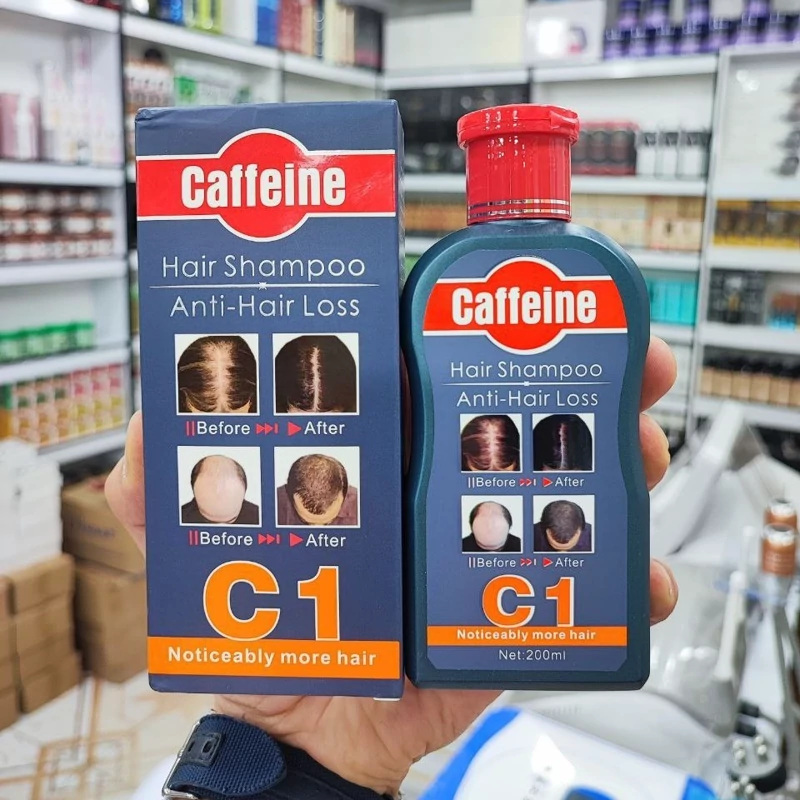 Caffeine
Hair Shampoo
Anti-Hair Loss
Before After
Before After
C1
Noticeably more hair
Caffeine
Hair Shampoo
Anti-Hair Loss
Before After
Before After
C1
Noticeably more hair
Net:200ml